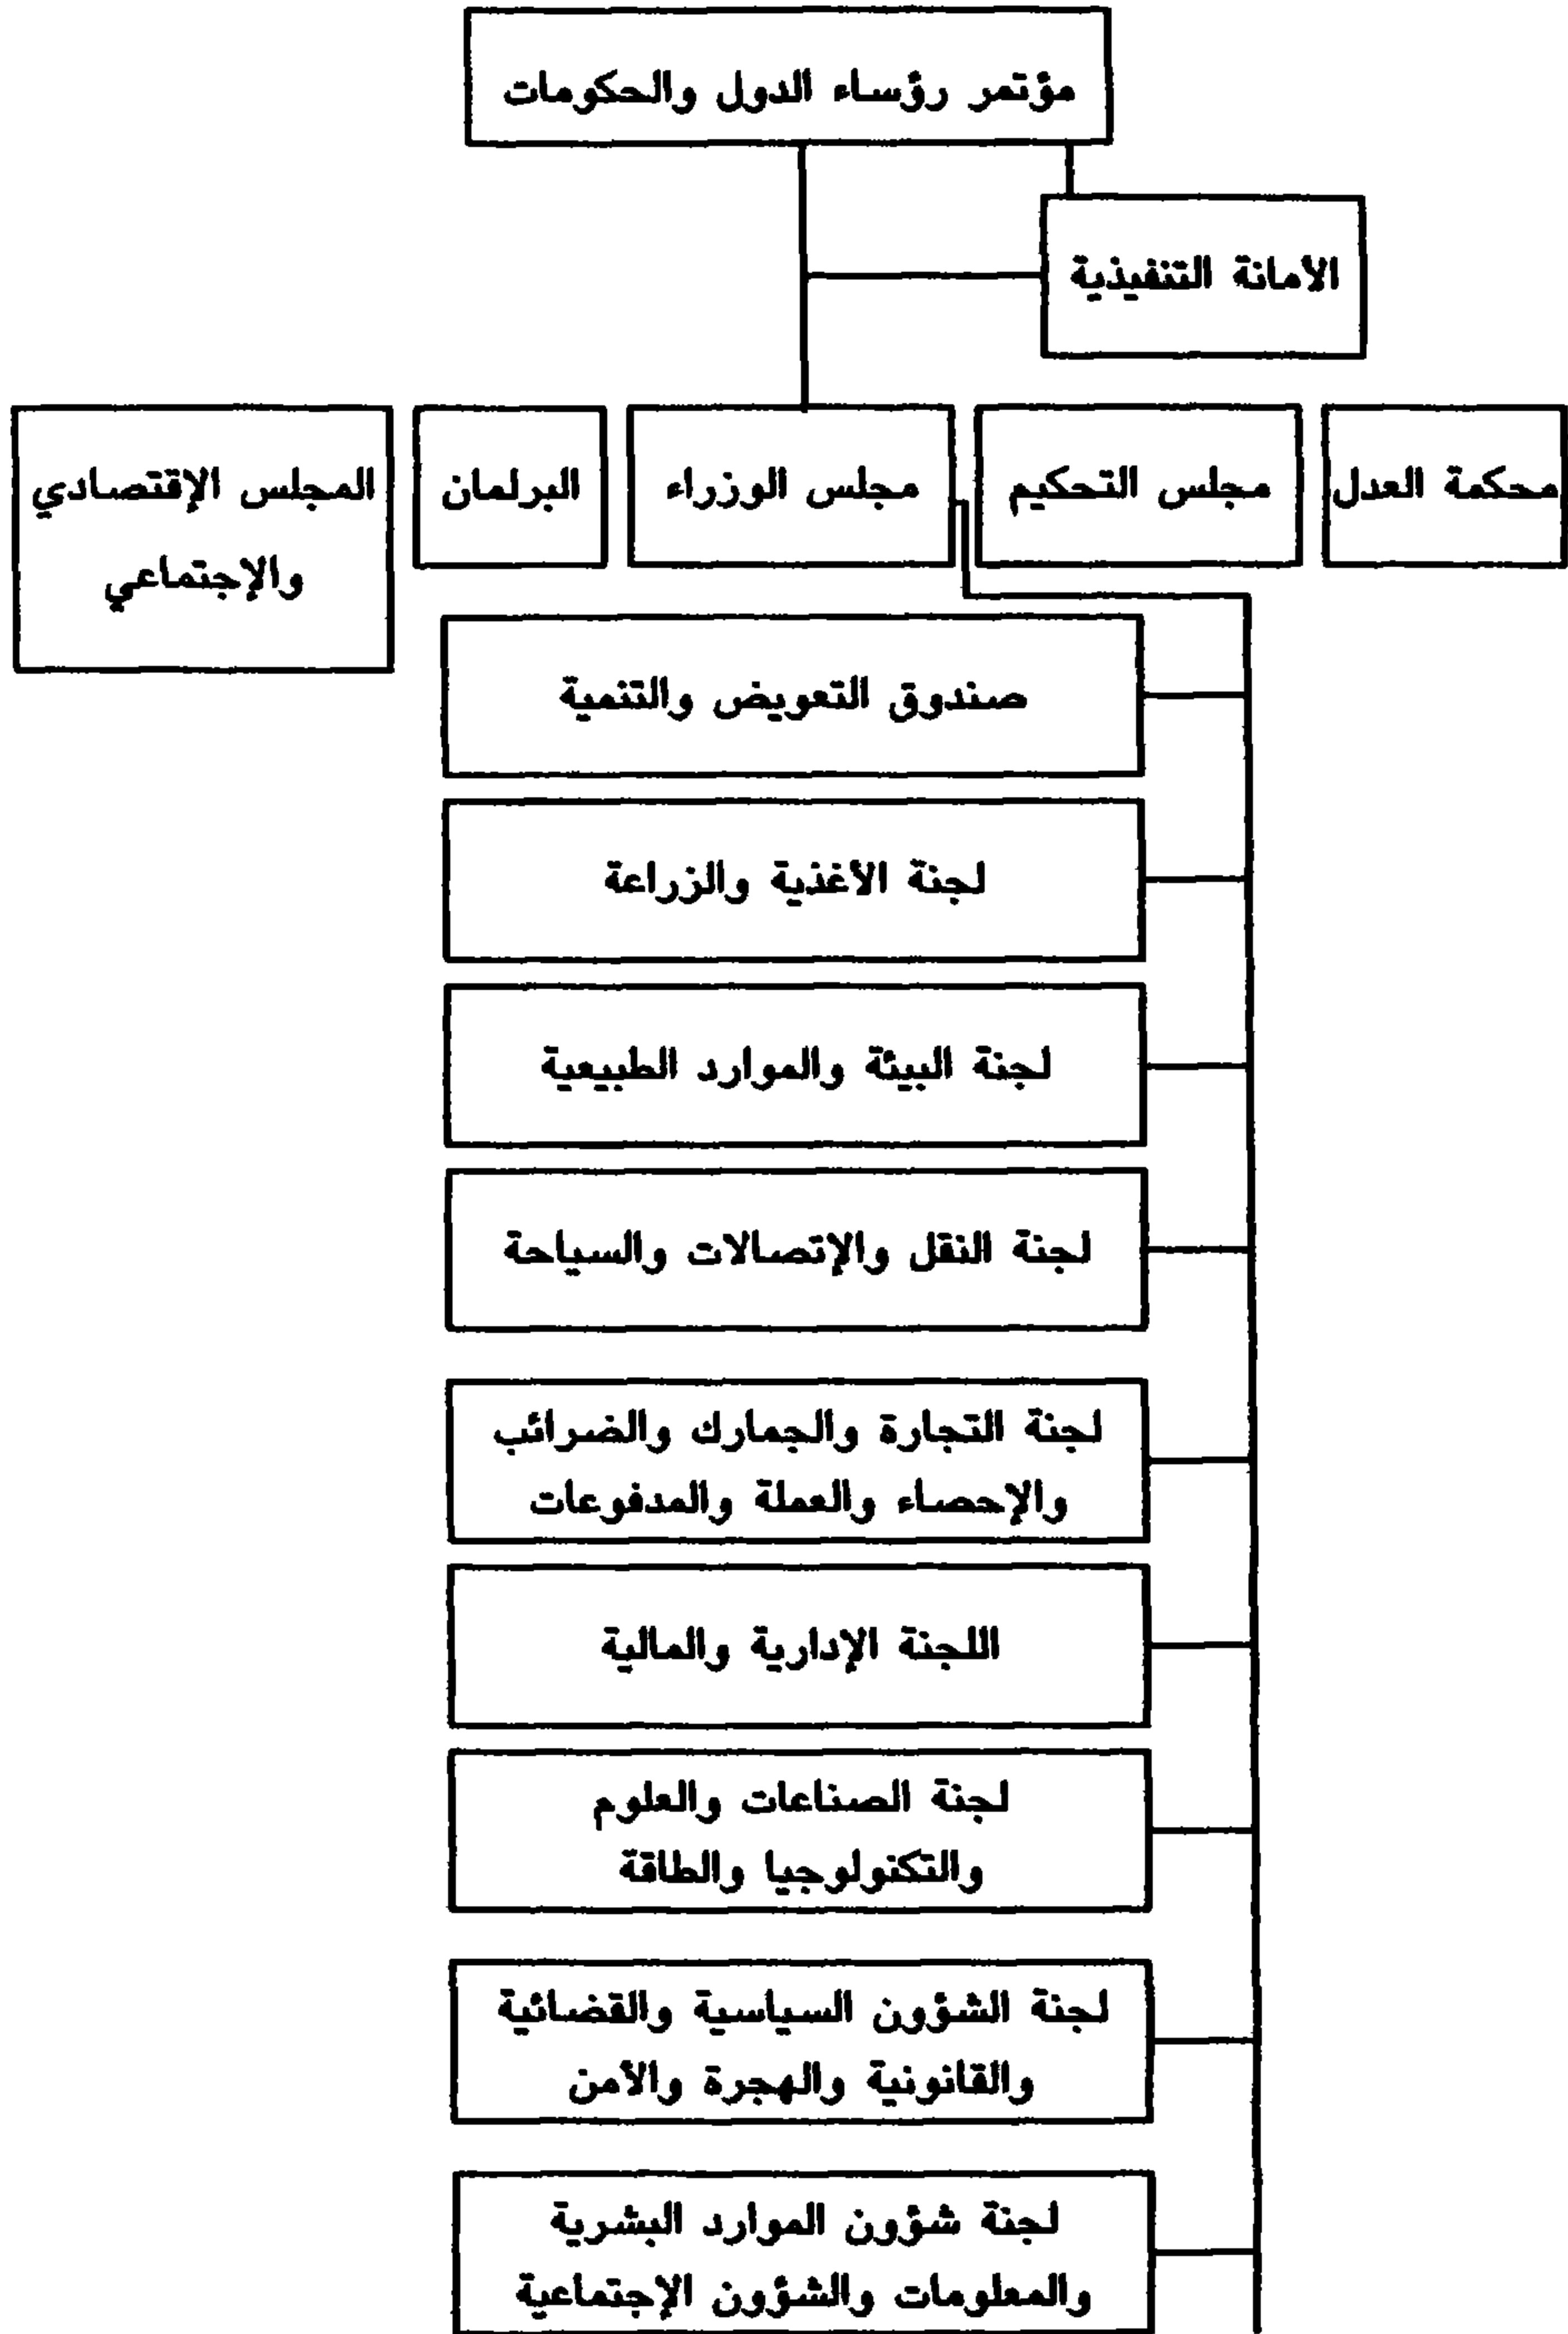 مؤتمر رؤساء الدول والحكومات
الأمانة التنفيذية
محكمة العدل
مجلس التحكيم
مجلس الوزراء
البرلمان
المجلس الإقتصادي
والإجتماعي
صندوق التعويض والتنمية
لجنة الأغذية والزراعة
لجنة البيئة والموارد الطبيعية
لجنة النقل والإتصالات والسياحة
لجنة التجارة والجمارك والضرائب
والإحصاء والعملة والمدفوعات
اللجنة الإدارية والمالية
لجنة الصناعات والعلوم
والتكنولوجيا والطاقة
لجنة الشؤون السياسية والقضائية
والقانونية والهجرة والأمن
لجنة شؤون الموارد البشرية
والمعلومات والشؤون الإجتماعية